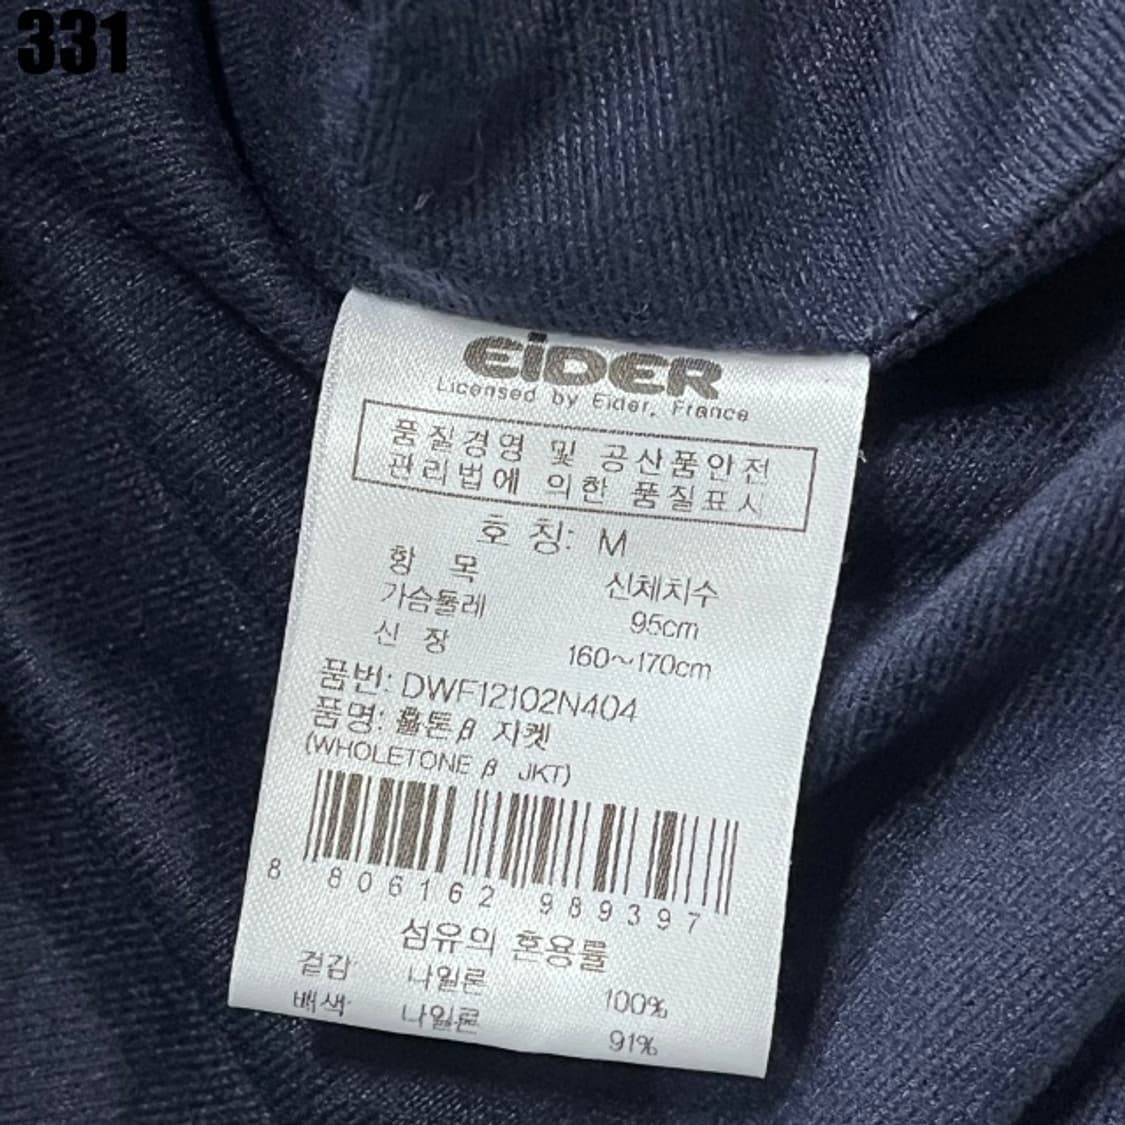 331
EiDER
Licensed by Eider, France
품질경영 및 공산품안전
관리법에 의한 품질표시
호 칭: M
항 목 신체치수
가슴둘레 95cm
신 장 160~170cm
품번: DWF12102N404
품명: 홀톤β 자켓
(WHOLETONE β JKT)
8 806162 989397
섬유의 혼용률
겉감 나일론 100%
배색 나일론 91%